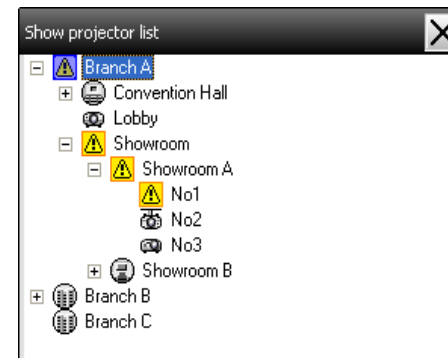 Show projector list
Branch A
Convention Hall
Lobby
Showroom
Showroom A
No1
No2
No3
Showroom B
Branch B
Branch C